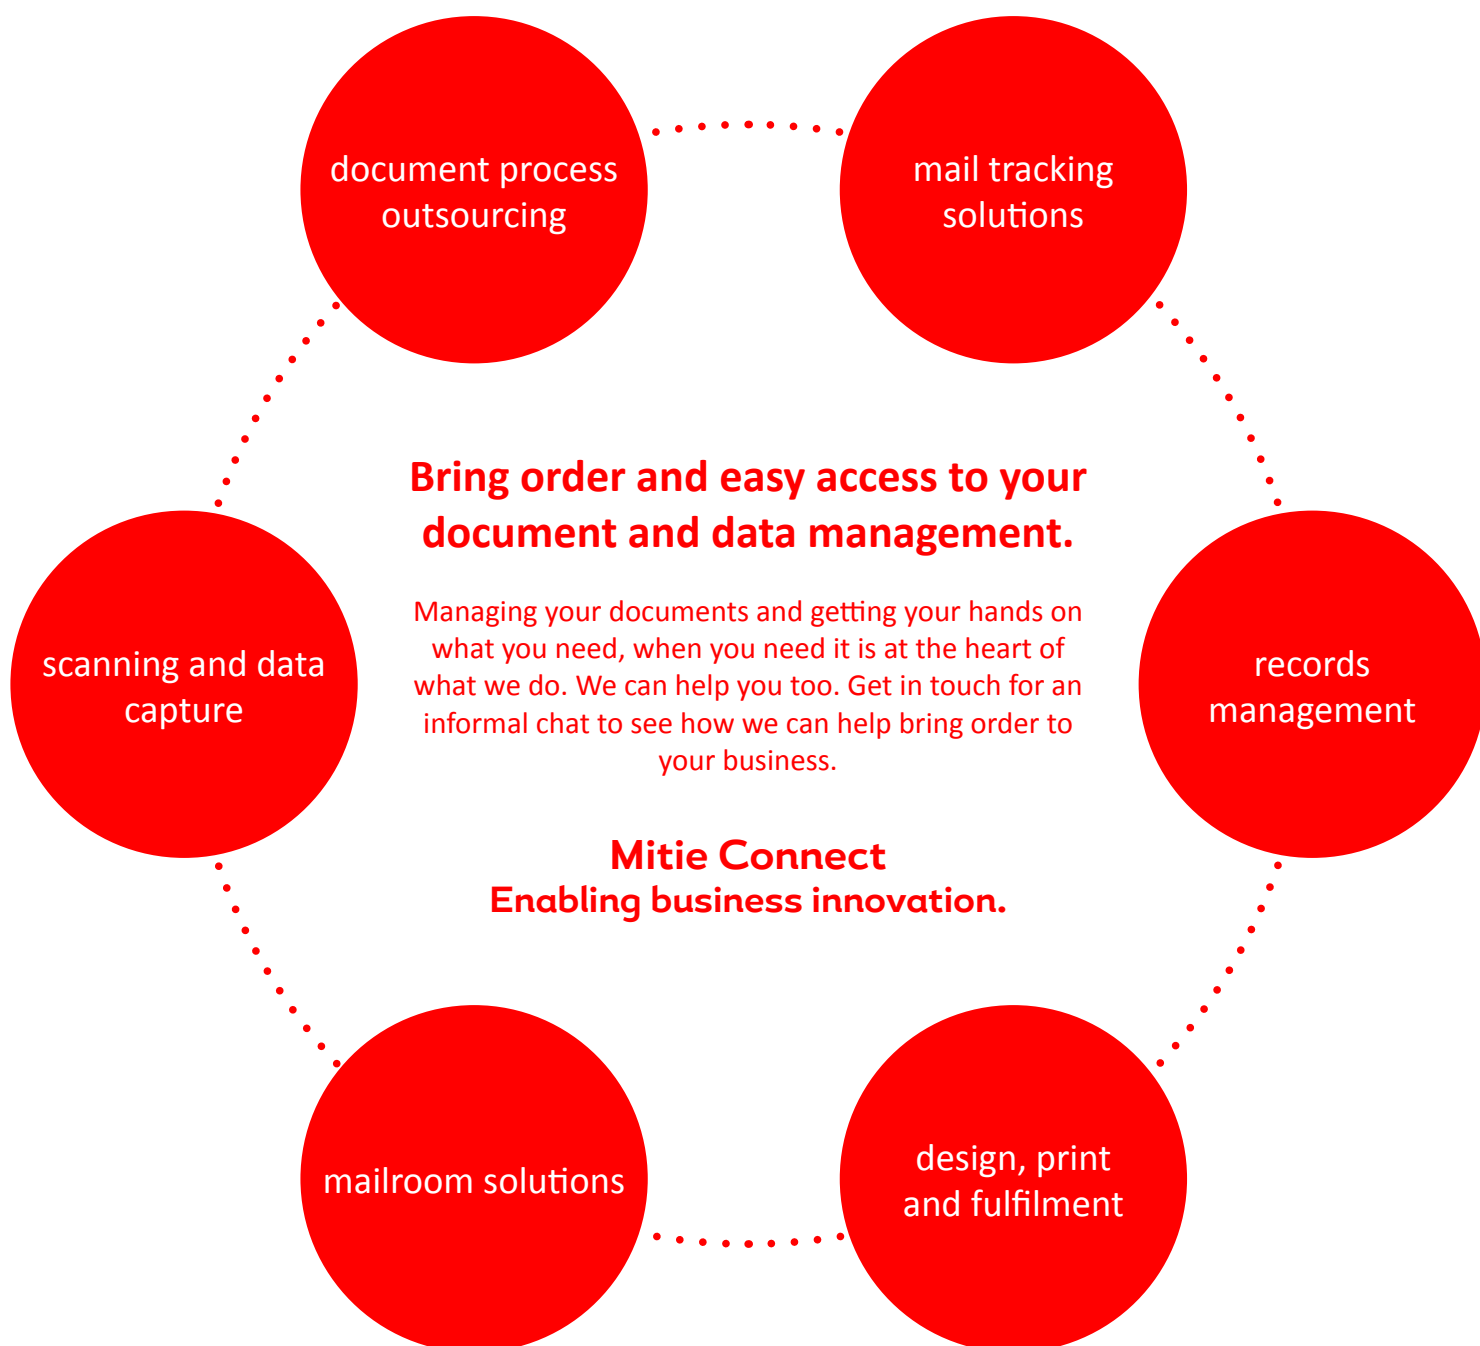 document process
outsourcing
mail tracking
solutions
Bring order and easy access to your
document and data management.
Managing your documents and getting your hands on
what you need, when you need it is at the heart of
what we do. We can help you too. Get in touch for an
informal chat to see how we can help bring order to
your business.
scanning and data
capture
records
management
Mitie Connect
Enabling business innovation.
mailroom solutions
design, print
and fulfilment